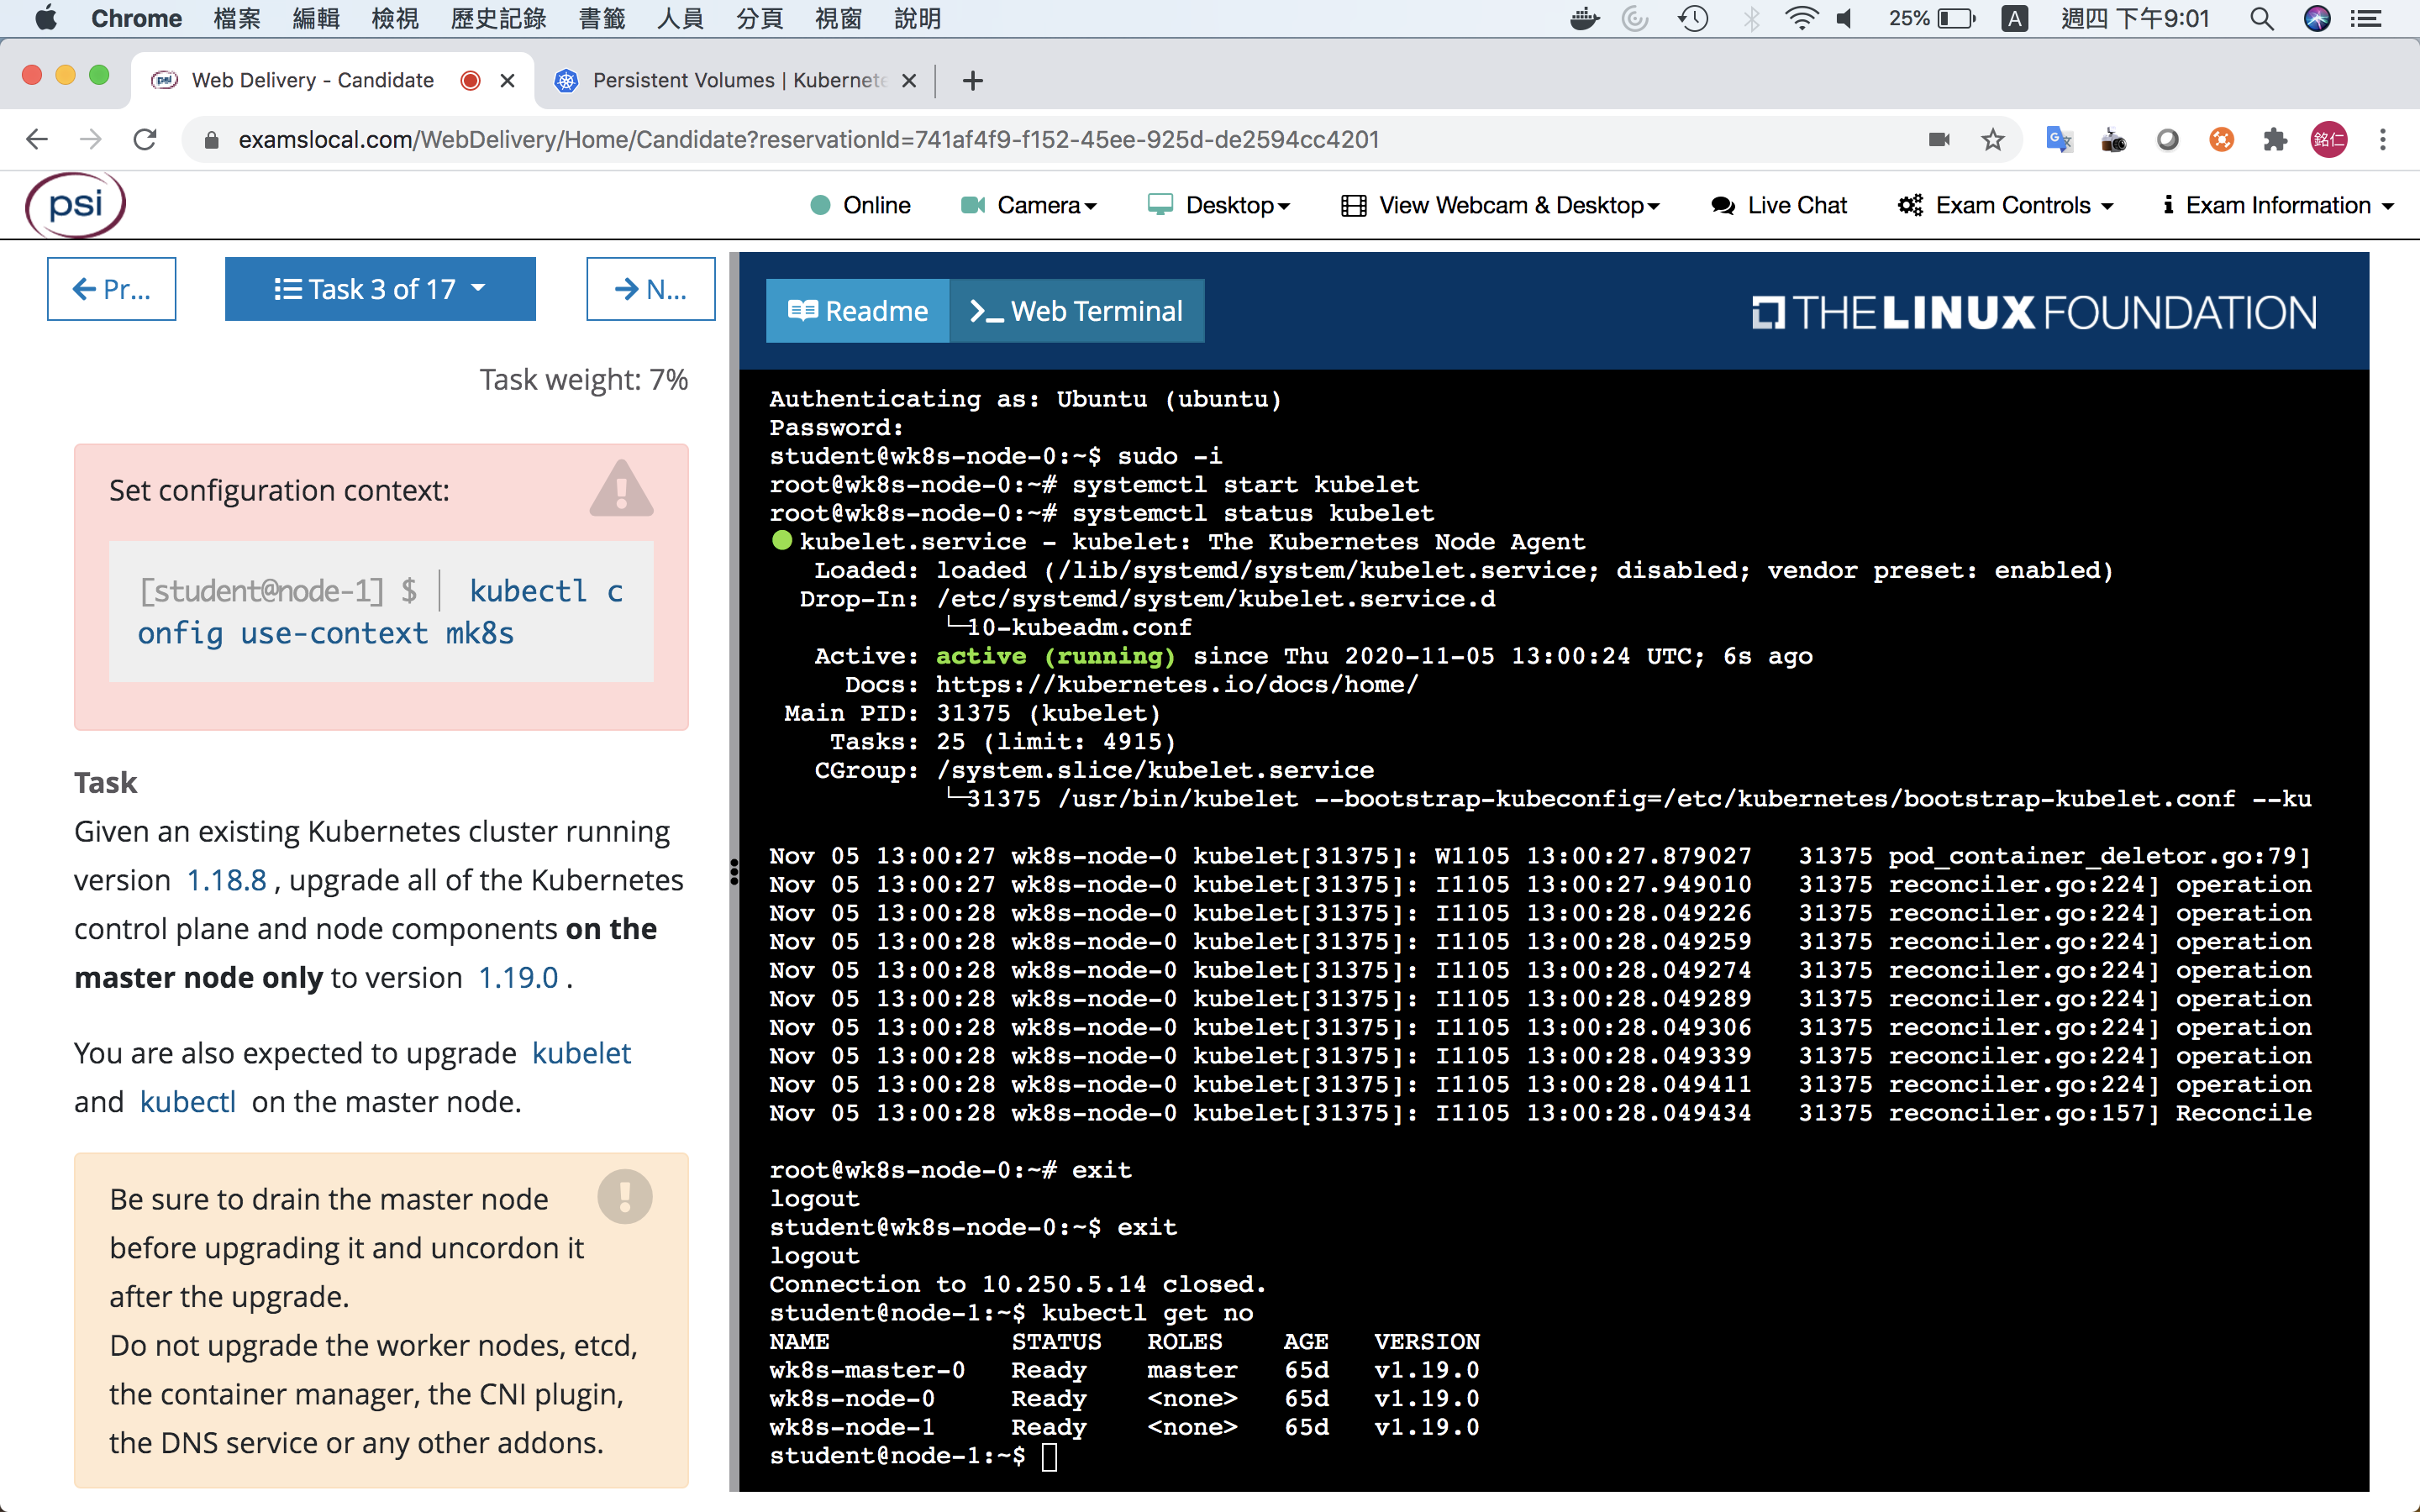 Chrome 檔案 編輯 檢視 歷史記錄 書籤 人員 分頁 視窗 說明 25% A 週四 下午9:01
psi Web Delivery - Candidate Persistent Volumes | Kubernete
examslocal.com/WebDelivery/Home/Candidate?reservationId=741af4f9-f152-45ee-925d-de2594cc4201 銘仁
psi Online Camera Desktop View Webcam & Desktop Live Chat Exam Controls Exam Information
Pr... Task 3 of 17 N...
Task weight: 7%
Set configuration context:
[student@node-1] $ kubectl c
onfig use-context mk8s
Task
Given an existing Kubernetes cluster running
version 1.18.8 , upgrade all of the Kubernetes
control plane and node components on the
master node only to version 1.19.0 .
You are also expected to upgrade kubelet
and kubectl on the master node.
Be sure to drain the master node
before upgrading it and uncordon it
after the upgrade.
Do not upgrade the worker nodes, etcd,
the container manager, the CNI plugin,
the DNS service or any other addons.
Readme >_ Web Terminal THE LINUX FOUNDATION
Authenticating as: Ubuntu (ubuntu)
Password:
student@wk8s-node-0:~$ sudo -i
root@wk8s-node-0:~# systemctl start kubelet
root@wk8s-node-0:~# systemctl status kubelet
● kubelet.service - kubelet: The Kubernetes Node Agent
Loaded: loaded (/lib/systemd/system/kubelet.service; disabled; vendor preset: enabled)
Drop-In: /etc/systemd/system/kubelet.service.d
└─10-kubeadm.conf
Active: active (running) since Thu 2020-11-05 13:00:24 UTC; 6s ago
Docs: https://kubernetes.io/docs/home/
Main PID: 31375 (kubelet)
Tasks: 25 (limit: 4915)
CGroup: /system.slice/kubelet.service
└─31375 /usr/bin/kubelet --bootstrap-kubeconfig=/etc/kubernetes/bootstrap-kubelet.conf --ku
Nov 05 13:00:27 wk8s-node-0 kubelet[31375]: W1105 13:00:27.879027 31375 pod_container_deletor.go:79]
Nov 05 13:00:27 wk8s-node-0 kubelet[31375]: I1105 13:00:27.949010 31375 reconciler.go:224] operation
Nov 05 13:00:28 wk8s-node-0 kubelet[31375]: I1105 13:00:28.049226 31375 reconciler.go:224] operation
Nov 05 13:00:28 wk8s-node-0 kubelet[31375]: I1105 13:00:28.049259 31375 reconciler.go:224] operation
Nov 05 13:00:28 wk8s-node-0 kubelet[31375]: I1105 13:00:28.049274 31375 reconciler.go:224] operation
Nov 05 13:00:28 wk8s-node-0 kubelet[31375]: I1105 13:00:28.049289 31375 reconciler.go:224] operation
Nov 05 13:00:28 wk8s-node-0 kubelet[31375]: I1105 13:00:28.049306 31375 reconciler.go:224] operation
Nov 05 13:00:28 wk8s-node-0 kubelet[31375]: I1105 13:00:28.049339 31375 reconciler.go:224] operation
Nov 05 13:00:28 wk8s-node-0 kubelet[31375]: I1105 13:00:28.049411 31375 reconciler.go:224] operation
Nov 05 13:00:28 wk8s-node-0 kubelet[31375]: I1105 13:00:28.049434 31375 reconciler.go:157] Reconcile
root@wk8s-node-0:~# exit
logout
student@wk8s-node-0:~$ exit
logout
Connection to 10.250.5.14 closed.
student@node-1:~$ kubectl get no
NAME STATUS ROLES AGE VERSION
wk8s-master-0 Ready master 65d v1.19.0
wk8s-node-0 Ready <none> 65d v1.19.0
wk8s-node-1 Ready <none> 65d v1.19.0
student@node-1:~$